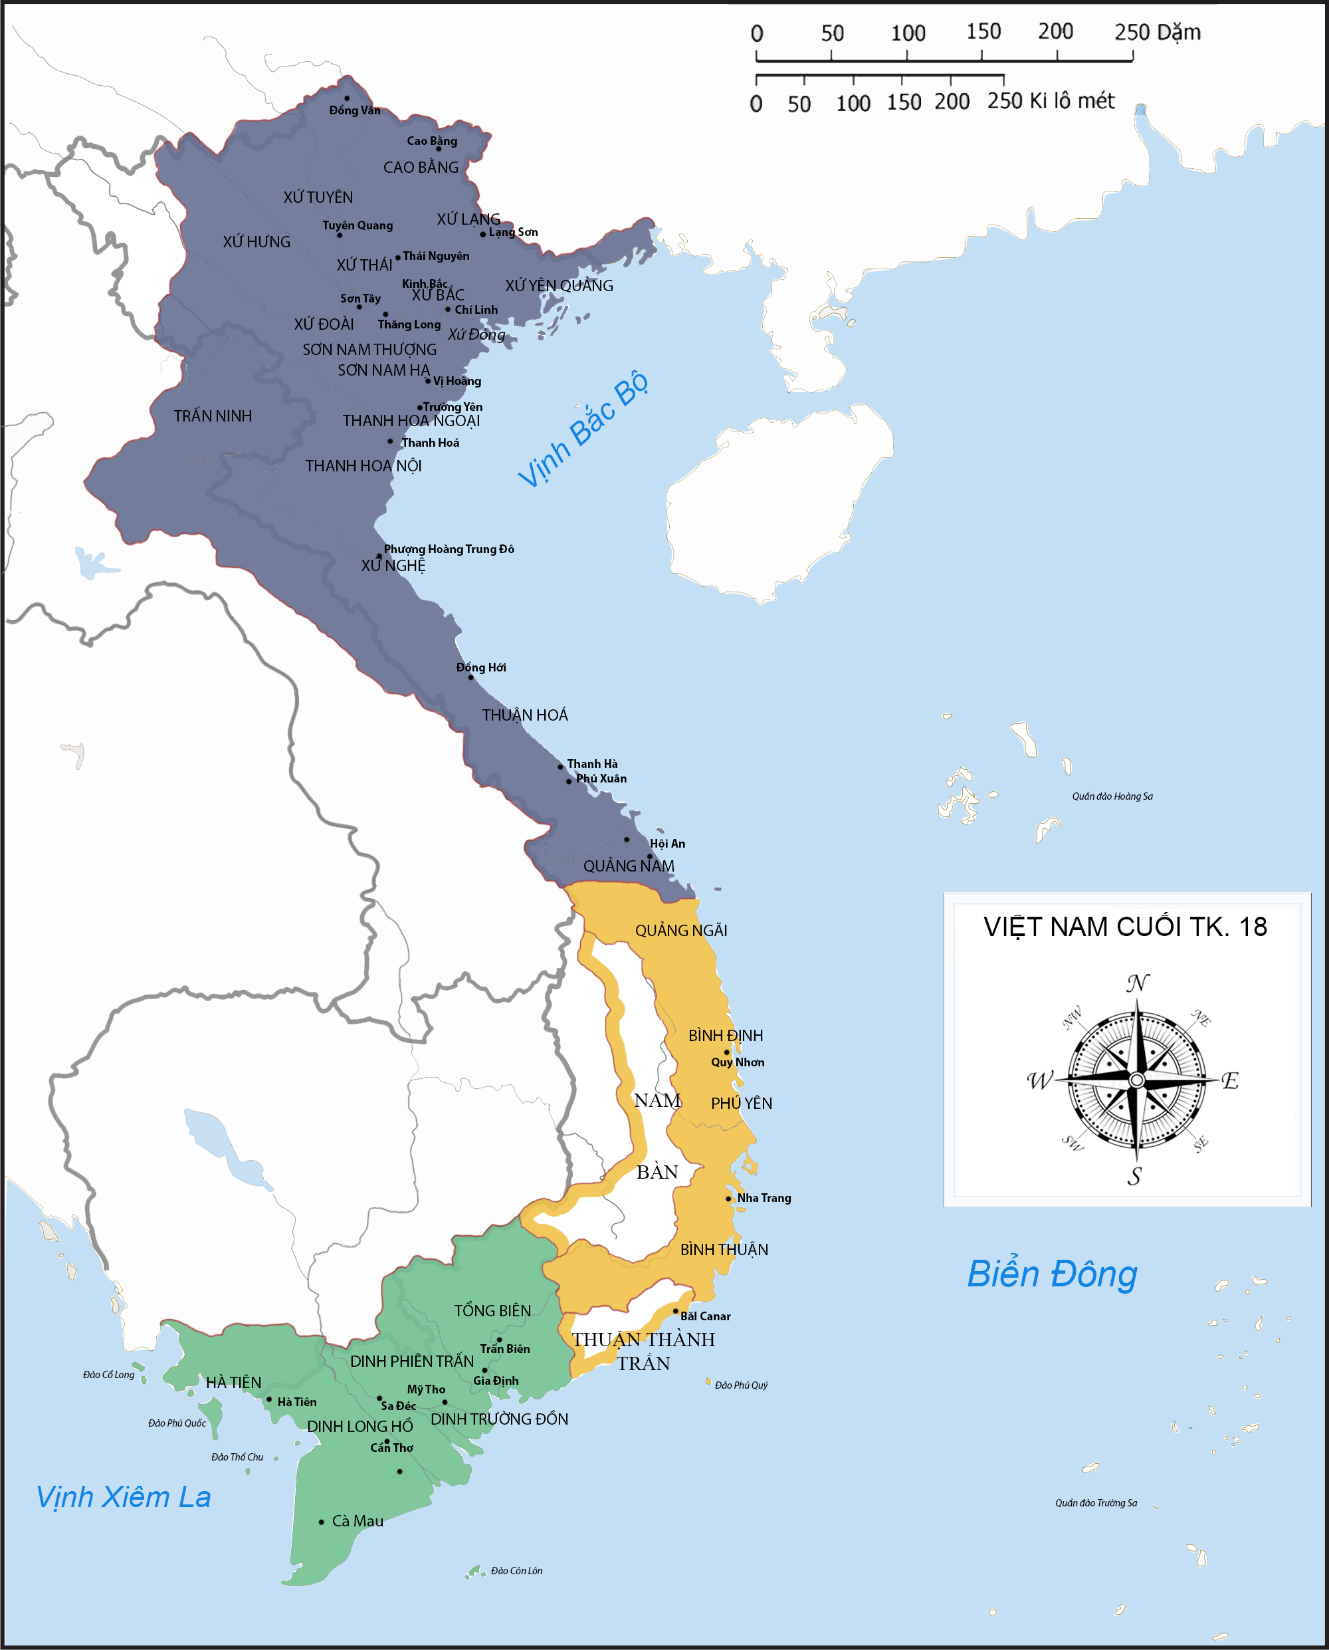 0 50 100 150 200 250 Dặm
0 50 100 150 200 250 Ki lô mét
Đồng Văn
Cao Bằng
CAO BẰNG
XỨ TUYÊN
XỨ LẠNG
Tuyên Quang
Lạng Sơn
XỨ HƯNG
Thái Nguyên
XỨ THÁI
Kinh Bắc
XỨ BẮC
XỨ YÊN QUẢNG
Sơn Tây
Chí Linh
XỨ ĐOÀI
Thăng Long
Xứ Đông
SƠN NAM THƯỢNG
SƠN NAM HẠ
Vị Hoàng
TRẤN NINH
Trường Yên
THANH HOA NGOẠI
Thanh Hoá
THANH HOA NỘI
Vịnh Bắc Bộ
Phượng Hoàng Trung Đô
XỨ NGHỆ
Đồng Hới
THUẬN HOÁ
Thanh Hà
Phú Xuân
Quần đảo Hoàng Sa
Hội An
QUẢNG NAM
QUẢNG NGÃI
VIỆT NAM CUỐI TK. 18
N
NW
NE
W
E
SW
SE
S
BÌNH ĐỊNH
Quy Nhơn
NAM
PHÚ YÊN
BÀN
Nha Trang
BÌNH THUẬN
Biển Đông
TỔNG BIÊN
Băl Canar
THUẬN THÀNH
TRẤN
Trấn Biên
DINH PHIÊN TRẤN
Gia Định
Đảo Cổ Long
HÀ TIÊN
Hà Tiên
Mỹ Tho
Sa Đéc
Đảo Phú Quý
Đảo Phú Quốc
DINH LONG HỒ
DINH TRƯỜNG ĐỒN
Cần Thơ
Đảo Thổ Chu
Vịnh Xiêm La
Quần đảo Trường Sa
Cà Mau
Đảo Côn Lôn